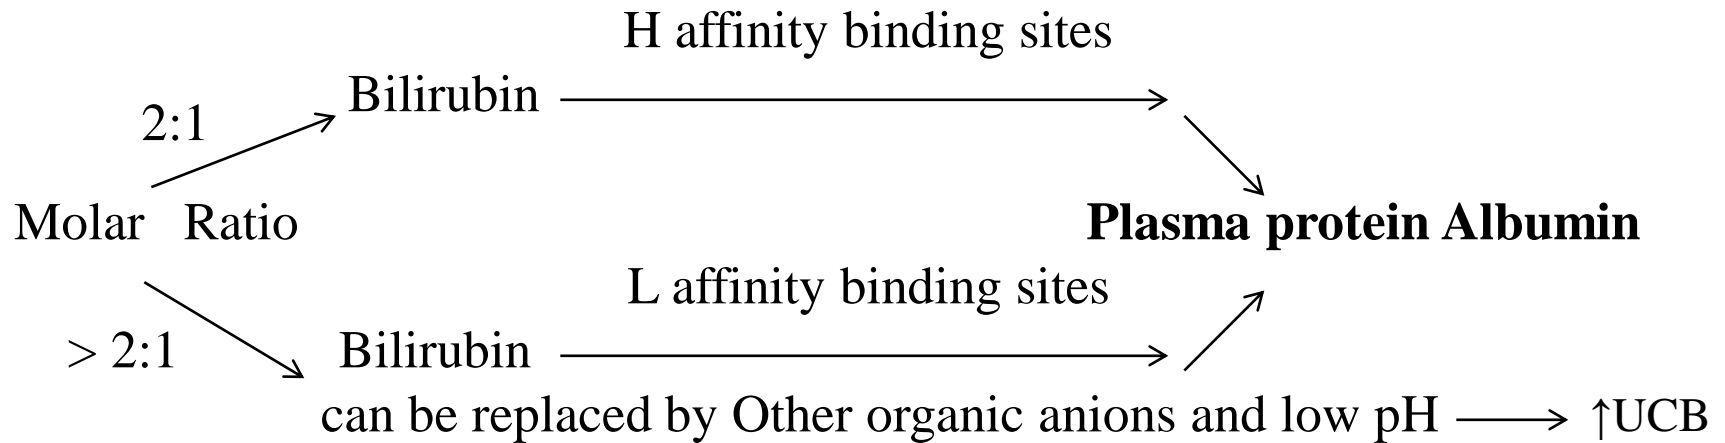 H affinity binding sites
Bilirubin
2:1
Molar Ratio
Plasma protein Albumin
L affinity binding sites
> 2:1
Bilirubin
can be replaced by Other organic anions and low pH → ↑UCB